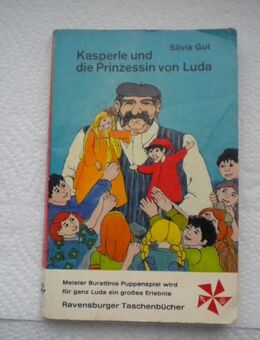 Silvia Gut
Kasperle und
die Prinzessin von Luda
Meister Burattinis Puppenspiel wird
für ganz Luda ein großes Erlebnis
Ravensburger Taschenbücher